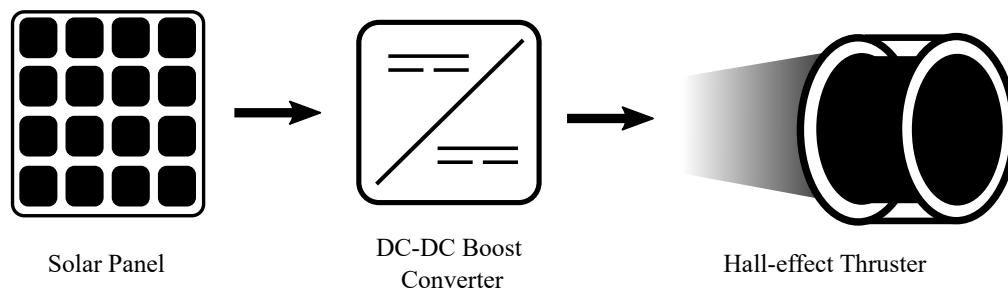 Solar Panel
DC-DC Boost
Converter
Hall-effect Thruster